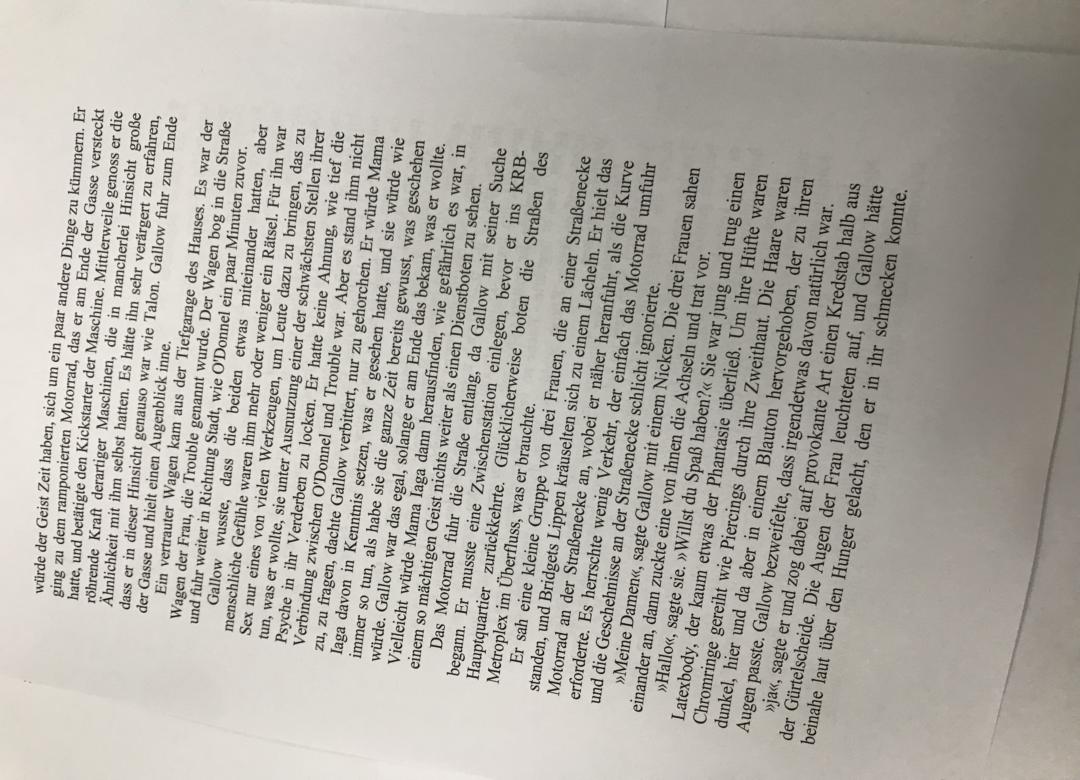 würde der Geist Zeit haben, sich um ein paar andere Dinge zu kümmern. Er
ging zu dem ramponierten Motorrad, das er am Ende der Gasse versteckt
hatte, und betätigte den Kickstarter der Maschine. Mittlerweile genoss er die
röhrende Kraft derartiger Maschinen, die in mancherlei Hinsicht große
Ähnlichkeit mit ihm selbst hatten. Es hätte ihn sehr verärgert zu erfahren,
dass er in dieser Hinsicht genauso war wie Talon. Gallow fuhr zum Ende
der Gasse und hielt einen Augenblick inne.
Ein vertrauter Wagen kam aus der Tiefgarage des Hauses. Es war der
Wagen der Frau, die Trouble genannt wurde. Der Wagen bog in die Straße
und fuhr weiter in Richtung Stadt, wie O'Donnel ein paar Minuten zuvor.
Gallow wusste, dass die beiden etwas miteinander hatten, aber
menschliche Gefühle waren ihm mehr oder weniger ein Rätsel. Für ihn war
Sex nur eines von vielen Werkzeugen, um Leute dazu zu bringen, das zu
tun, was er wollte, sie unter Ausnutzung einer der schwächsten Stellen ihrer
Psyche in ihr Verderben zu locken. Er hatte keine Ahnung, wie tief die
Verbindung zwischen O'Donnel und Trouble war. Aber es stand ihm nicht
zu, zu fragen, dachte Gallow verbittert, nur zu gehorchen. Er würde Mama
Iaga davon in Kenntnis setzen, was er gesehen hatte, und sie würde wie
immer so tun, als habe sie die ganze Zeit bereits gewusst, was geschehen
würde. Gallow war das egal, solange er am Ende das bekam, was er wollte.
Vielleicht würde Mama Iaga dann herausfinden, wie gefährlich es war, in
einem so mächtigen Geist nichts weiter als einen Dienstboten zu sehen.
Das Motorrad fuhr die Straße entlang, da Gallow mit seiner Suche
begann. Er musste eine Zwischenstation einlegen, bevor er ins KRB-
Hauptquartier zurückkehrte. Glücklicherweise boten die Straßen des
Metroplex im Überfluss, was er brauchte.
Er sah eine kleine Gruppe von drei Frauen, die an einer Straßenecke
standen, und Bridgets Lippen kräuselten sich zu einem Lächeln. Er hielt das
Motorrad an der Straßenecke an, wobei er näher heranfuhr, als die Kurve
erforderte. Es herrschte wenig Verkehr, der einfach das Motorrad umfuhr
und die Geschehnisse an der Straßenecke schlicht ignorierte.
»Meine Damen«, sagte Gallow mit einem Nicken. Die drei Frauen sahen
einander an, dann zuckte eine von ihnen die Achseln und trat vor.
»Hallo«, sagte sie. »Willst du Spaß haben?« Sie war jung und trug einen
Latexbody, der kaum etwas der Phantasie überließ. Um ihre Hüfte waren
Chromringe gereiht wie Piercings durch ihre Zweithaut. Die Haare waren
dunkel, hier und da aber in einem Blauton hervorgehoben, der zu ihren
Augen passte. Gallow bezweifelte, dass irgendetwas davon natürlich war.
»ja«, sagte er und zog dabei auf provokante Art einen Kredstab halb aus
der Gürtelscheide. Die Augen der Frau leuchteten auf, und Gallow hätte
beinahe laut über den Hunger gelacht, den er in ihr schmecken konnte.